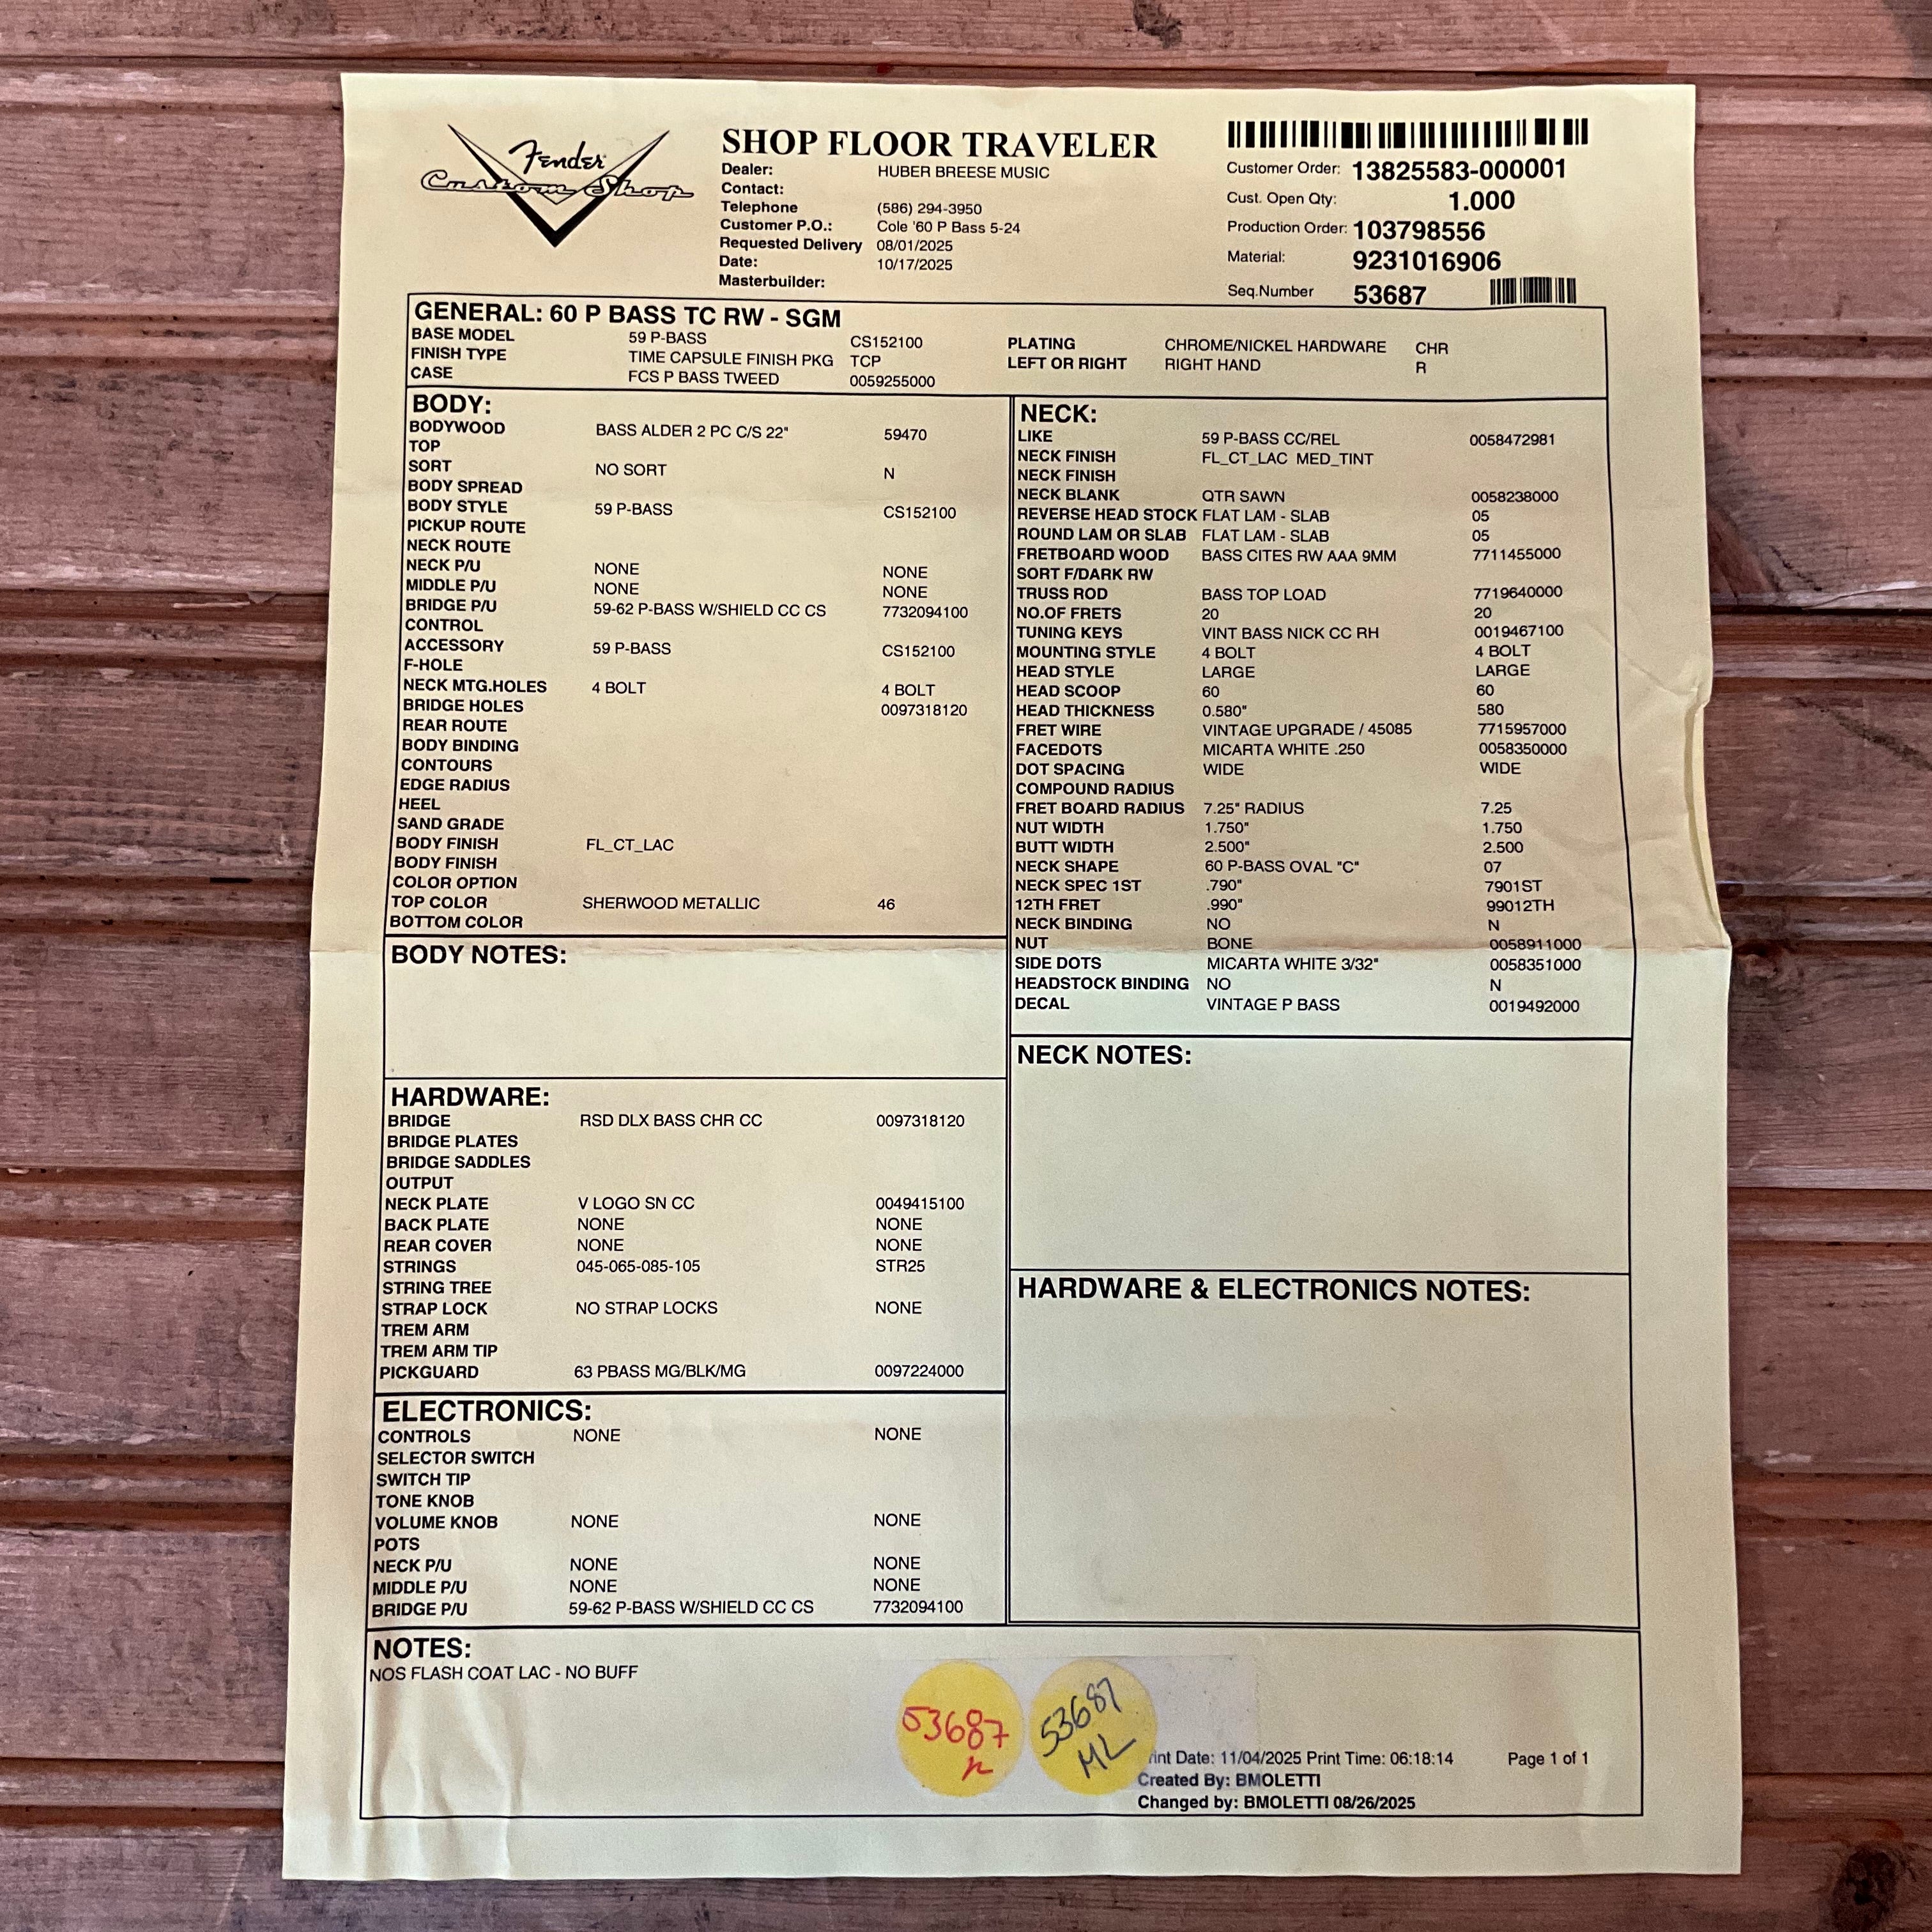 Fender
Custom Shop
SHOP FLOOR TRAVELER
Dealer: HUBER BREESE MUSIC
Contact:
Telephone (586) 294-3950
Customer P.O.: Cole '60 P Bass 5-24
Requested Delivery 08/01/2025
Date: 10/17/2025
Masterbuilder:
Customer Order: 13825583-000001
Cust. Open Qty: 1.000
Production Order: 103798556
Material: 9231016906
Seq.Number 53687
GENERAL: 60 P BASS TC RW - SGM
BASE MODEL 59 P-BASS CS152100
FINISH TYPE TIME CAPSULE FINISH PKG TCP
CASE FCS P BASS TWEED 0059255000
PLATING CHROME/NICKEL HARDWARE CHR
LEFT OR RIGHT RIGHT HAND R
BODY:
BODYWOOD BASS ALDER 2 PC C/S 22" 59470
TOP
SORT NO SORT N
BODY SPREAD
BODY STYLE 59 P-BASS CS152100
PICKUP ROUTE
NECK ROUTE
NECK P/U NONE NONE
MIDDLE P/U NONE NONE
BRIDGE P/U 59-62 P-BASS W/SHIELD CC CS 7732094100
CONTROL
ACCESSORY 59 P-BASS CS152100
F-HOLE
NECK MTG.HOLES 4 BOLT 4 BOLT
BRIDGE HOLES 0097318120
REAR ROUTE
BODY BINDING
CONTOURS
EDGE RADIUS
HEEL
SAND GRADE
BODY FINISH FL_CT_LAC
BODY FINISH
COLOR OPTION
TOP COLOR SHERWOOD METALLIC 46
BOTTOM COLOR
BODY NOTES:
HARDWARE:
BRIDGE RSD DLX BASS CHR CC 0097318120
BRIDGE PLATES
BRIDGE SADDLES
OUTPUT
NECK PLATE V LOGO SN CC 0049415100
BACK PLATE NONE NONE
REAR COVER NONE NONE
STRINGS 045-065-085-105 STR25
STRING TREE
STRAP LOCK NO STRAP LOCKS NONE
TREM ARM
TREM ARM TIP
PICKGUARD 63 PBASS MG/BLK/MG 0097224000
ELECTRONICS:
CONTROLS NONE NONE
SELECTOR SWITCH
SWITCH TIP
TONE KNOB
VOLUME KNOB NONE NONE
POTS
NECK P/U NONE NONE
MIDDLE P/U NONE NONE
BRIDGE P/U 59-62 P-BASS W/SHIELD CC CS 7732094100
NECK:
LIKE 59 P-BASS CC/REL 0058472981
NECK FINISH FL_CT_LAC MED_TINT
NECK FINISH
NECK BLANK QTR SAWN 0058238000
REVERSE HEAD STOCK FLAT LAM - SLAB 05
ROUND LAM OR SLAB FLAT LAM - SLAB 05
FRETBOARD WOOD BASS CITES RW AAA 9MM 7711455000
SORT F/DARK RW
TRUSS ROD BASS TOP LOAD 7719640000
NO.OF FRETS 20 20
TUNING KEYS VINT BASS NICK CC RH 0019467100
MOUNTING STYLE 4 BOLT 4 BOLT
HEAD STYLE LARGE LARGE
HEAD SCOOP 60 60
HEAD THICKNESS 0.580" 580
FRET WIRE VINTAGE UPGRADE / 45085 7715957000
FACEDOTS MICARTA WHITE .250 0058350000
DOT SPACING WIDE WIDE
COMPOUND RADIUS
FRET BOARD RADIUS 7.25" RADIUS 7.25
NUT WIDTH 1.750" 1.750
BUTT WIDTH 2.500" 2.500
NECK SHAPE 60 P-BASS OVAL "C" 07
NECK SPEC 1ST .790" 7901ST
12TH FRET .990" 99012TH
NECK BINDING NO N
NUT BONE 0058911000
SIDE DOTS MICARTA WHITE 3/32" 0058351000
HEADSTOCK BINDING NO N
DECAL VINTAGE P BASS 0019492000
NECK NOTES:
HARDWARE & ELECTRONICS NOTES:
NOTES:
NOS FLASH COAT LAC - NO BUFF
53687
53687
ML
Date: 11/04/2025 Print Time: 06:18:14 Page 1 of 1
Created By: BMOLETTI
Changed by: BMOLETTI 08/26/2025